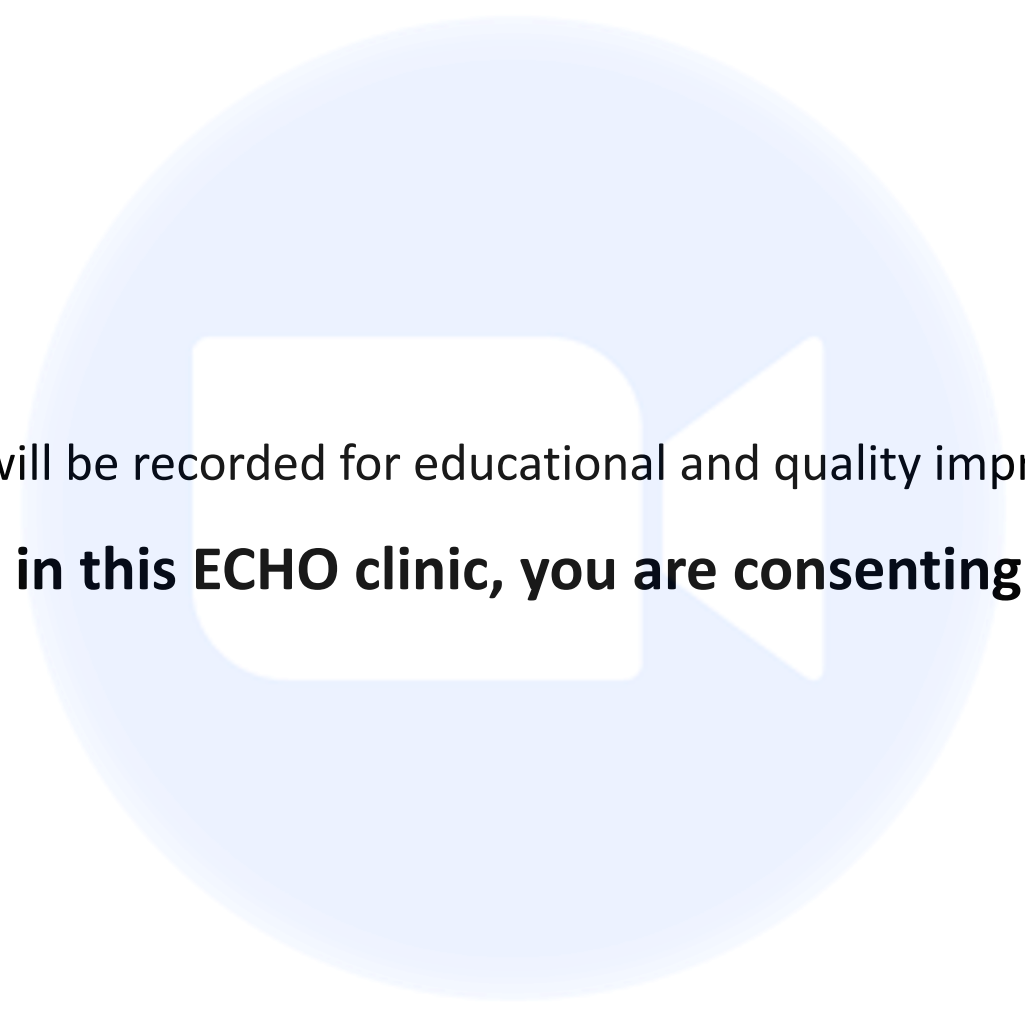 will be recorded for educational and quality impr
in this ECHO clinic, you are consenting